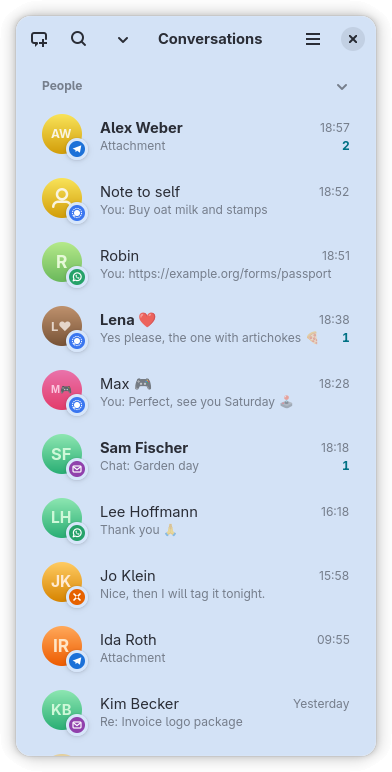 Conversations
People
AW
Alex Weber 18:57
Attachment 2
Note to self 18:52
You: Buy oat milk and stamps
R
Robin 18:51
You: https://example.org/forms/passport
L❤
Lena ❤️ 18:38
Yes please, the one with artichokes 🍕 1
M🎮
Max 🎮 18:28
You: Perfect, see you Saturday 🕹️
SF
Sam Fischer 18:18
Chat: Garden day 1
LH
Lee Hoffmann 16:18
Thank you 🙏
JK
Jo Klein 15:58
Nice, then I will tag it tonight.
IR
Ida Roth 09:55
Attachment
KB
Kim Becker Yesterday
Re: Invoice logo package